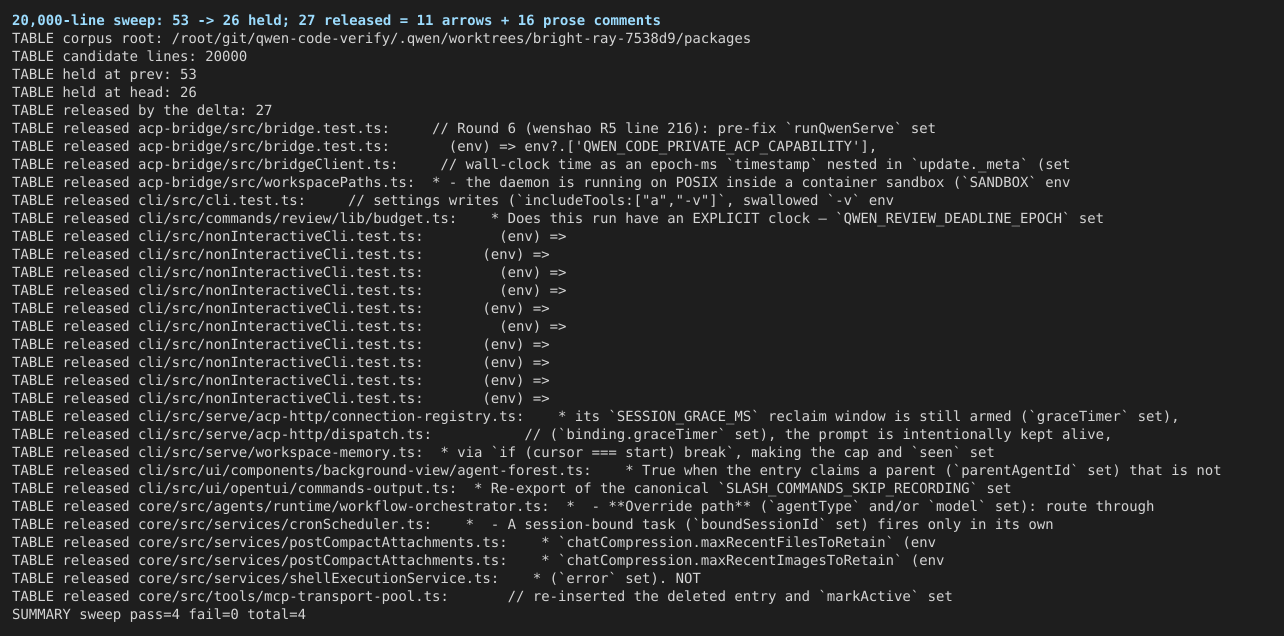 20,000-line sweep: 53 -> 26 held; 27 released = 11 arrows + 16 prose comments
TABLE corpus root: /root/git/qwen-code-verify/.qwen/worktrees/bright-ray-7538d9/packages
TABLE candidate lines: 20000
TABLE held at prev: 53
TABLE held at head: 26
TABLE released by the delta: 27
TABLE released acp-bridge/src/bridge.test.ts:     // Round 6 (wenshao R5 line 216): pre-fix `runQwenServe` set
TABLE released acp-bridge/src/bridge.test.ts:       (env) => env?.['QWEN_CODE_PRIVATE_ACP_CAPABILITY'],
TABLE released acp-bridge/src/bridgeClient.ts:     // wall-clock time as an epoch-ms `timestamp` nested in `update._meta` (set
TABLE released acp-bridge/src/workspacePaths.ts:  * - the daemon is running on POSIX inside a container sandbox (`SANDBOX` env
TABLE released cli/src/cli.test.ts:     // settings writes (`includeTools:["a","-v"]`, swallowed `-v` env
TABLE released cli/src/commands/review/lib/budget.ts:    * Does this run have an EXPLICIT clock — `QWEN_REVIEW_DEADLINE_EPOCH` set
TABLE released cli/src/nonInteractiveCli.test.ts:         (env) =>
TABLE released cli/src/nonInteractiveCli.test.ts:       (env) =>
TABLE released cli/src/nonInteractiveCli.test.ts:         (env) =>
TABLE released cli/src/nonInteractiveCli.test.ts:         (env) =>
TABLE released cli/src/nonInteractiveCli.test.ts:       (env) =>
TABLE released cli/src/nonInteractiveCli.test.ts:         (env) =>
TABLE released cli/src/nonInteractiveCli.test.ts:       (env) =>
TABLE released cli/src/nonInteractiveCli.test.ts:       (env) =>
TABLE released cli/src/nonInteractiveCli.test.ts:       (env) =>
TABLE released cli/src/nonInteractiveCli.test.ts:       (env) =>
TABLE released cli/src/serve/acp-http/connection-registry.ts:    * its `SESSION_GRACE_MS` reclaim window is still armed (`graceTimer` set),
TABLE released cli/src/serve/acp-http/dispatch.ts:           // (`binding.graceTimer` set), the prompt is intentionally kept alive,
TABLE released cli/src/serve/workspace-memory.ts:  * via `if (cursor === start) break`, making the cap and `seen` set
TABLE released cli/src/ui/components/background-view/agent-forest.ts:    * True when the entry claims a parent (`parentAgentId` set) that is not
TABLE released cli/src/ui/opentui/commands-output.ts:  * Re-export of the canonical `SLASH_COMMANDS_SKIP_RECORDING` set
TABLE released core/src/agents/runtime/workflow-orchestrator.ts:  *  - **Override path** (`agentType` and/or `model` set): route through
TABLE released core/src/services/cronScheduler.ts:    *  - A session-bound task (`boundSessionId` set) fires only in its own
TABLE released core/src/services/postCompactAttachments.ts:    * `chatCompression.maxRecentFilesToRetain` (env
TABLE released core/src/services/postCompactAttachments.ts:    * `chatCompression.maxRecentImagesToRetain` (env
TABLE released core/src/services/shellExecutionService.ts:    * (`error` set). NOT
TABLE released core/src/tools/mcp-transport-pool.ts:       // re-inserted the deleted entry and `markActive` set
SUMMARY sweep pass=4 fail=0 total=4